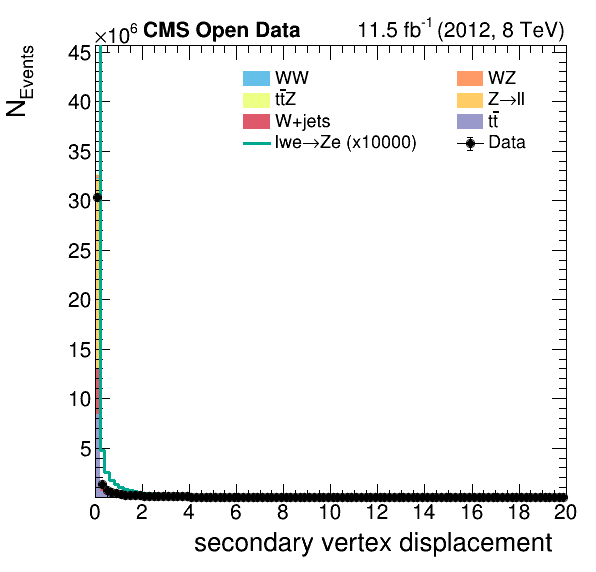 ×10⁶ CMS Open Data 11.5 fb⁻¹ (2012, 8 TeV)
N_Events
WW WZ
tt̄Z Z→ll
W+jets tt̄
lwe→Ze (x10000) Data
45
40
35
30
25
20
15
10
5
0 2 4 6 8 10 12 14 16 18 20
secondary vertex displacement